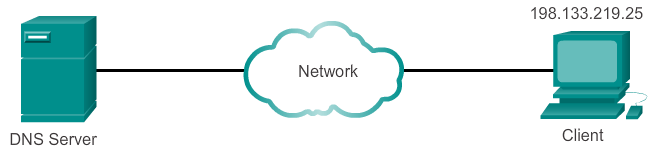 198.133.219.25
Network
DNS Server
Client